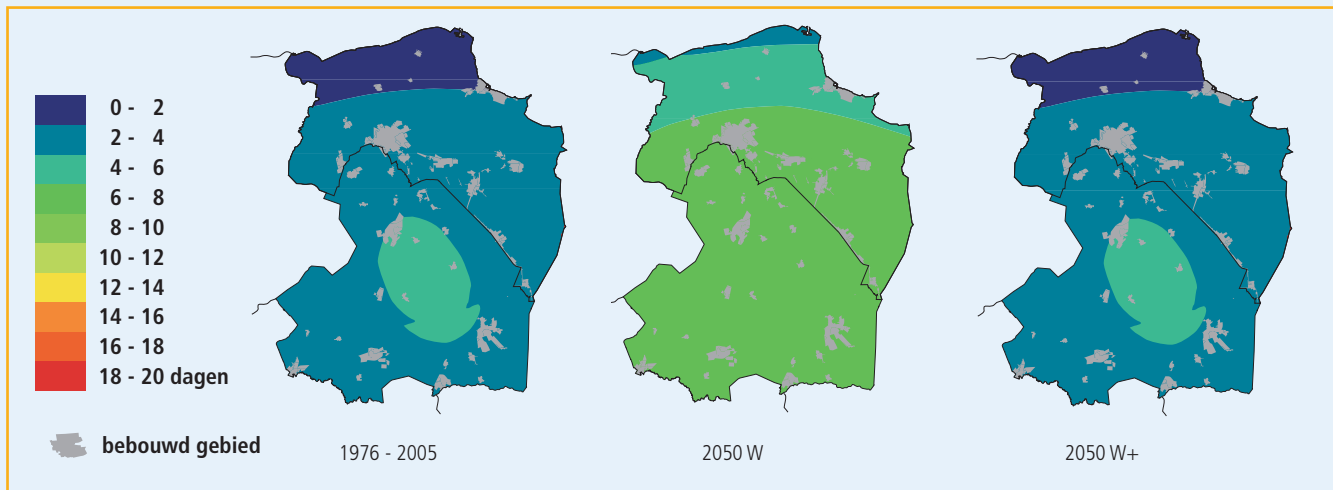 0 - 2
2 - 4
4 - 6
6 - 8
8 - 10
10 - 12
12 - 14
14 - 16
16 - 18
18 - 20 dagen
bebouwd gebied
1976 - 2005
2050 W
2050 W+